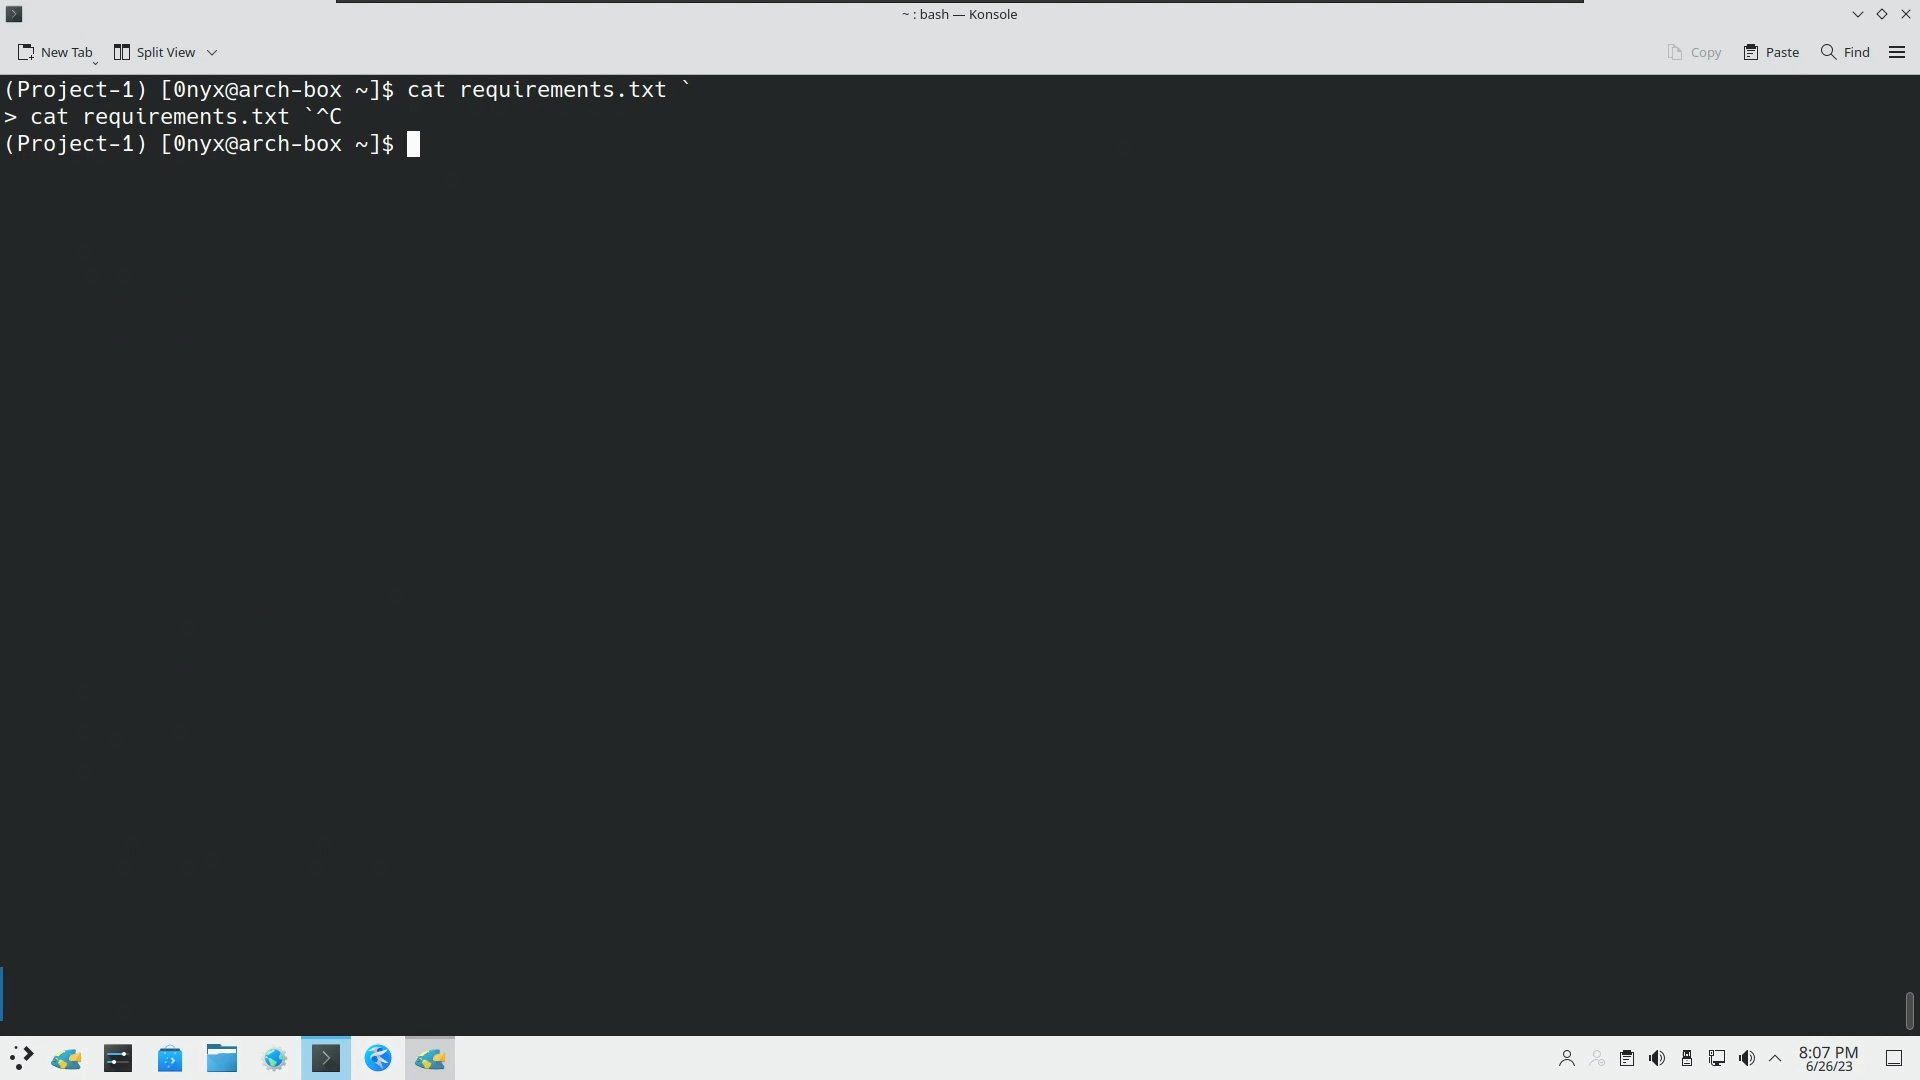 ~ : bash — Konsole
New Tab
Split View
Copy
Paste
Find
(Project-1) [0nyx@arch-box ~]$ cat requirements.txt `
> cat requirements.txt `^C
(Project-1) [0nyx@arch-box ~]$
8:07 PM
6/26/23